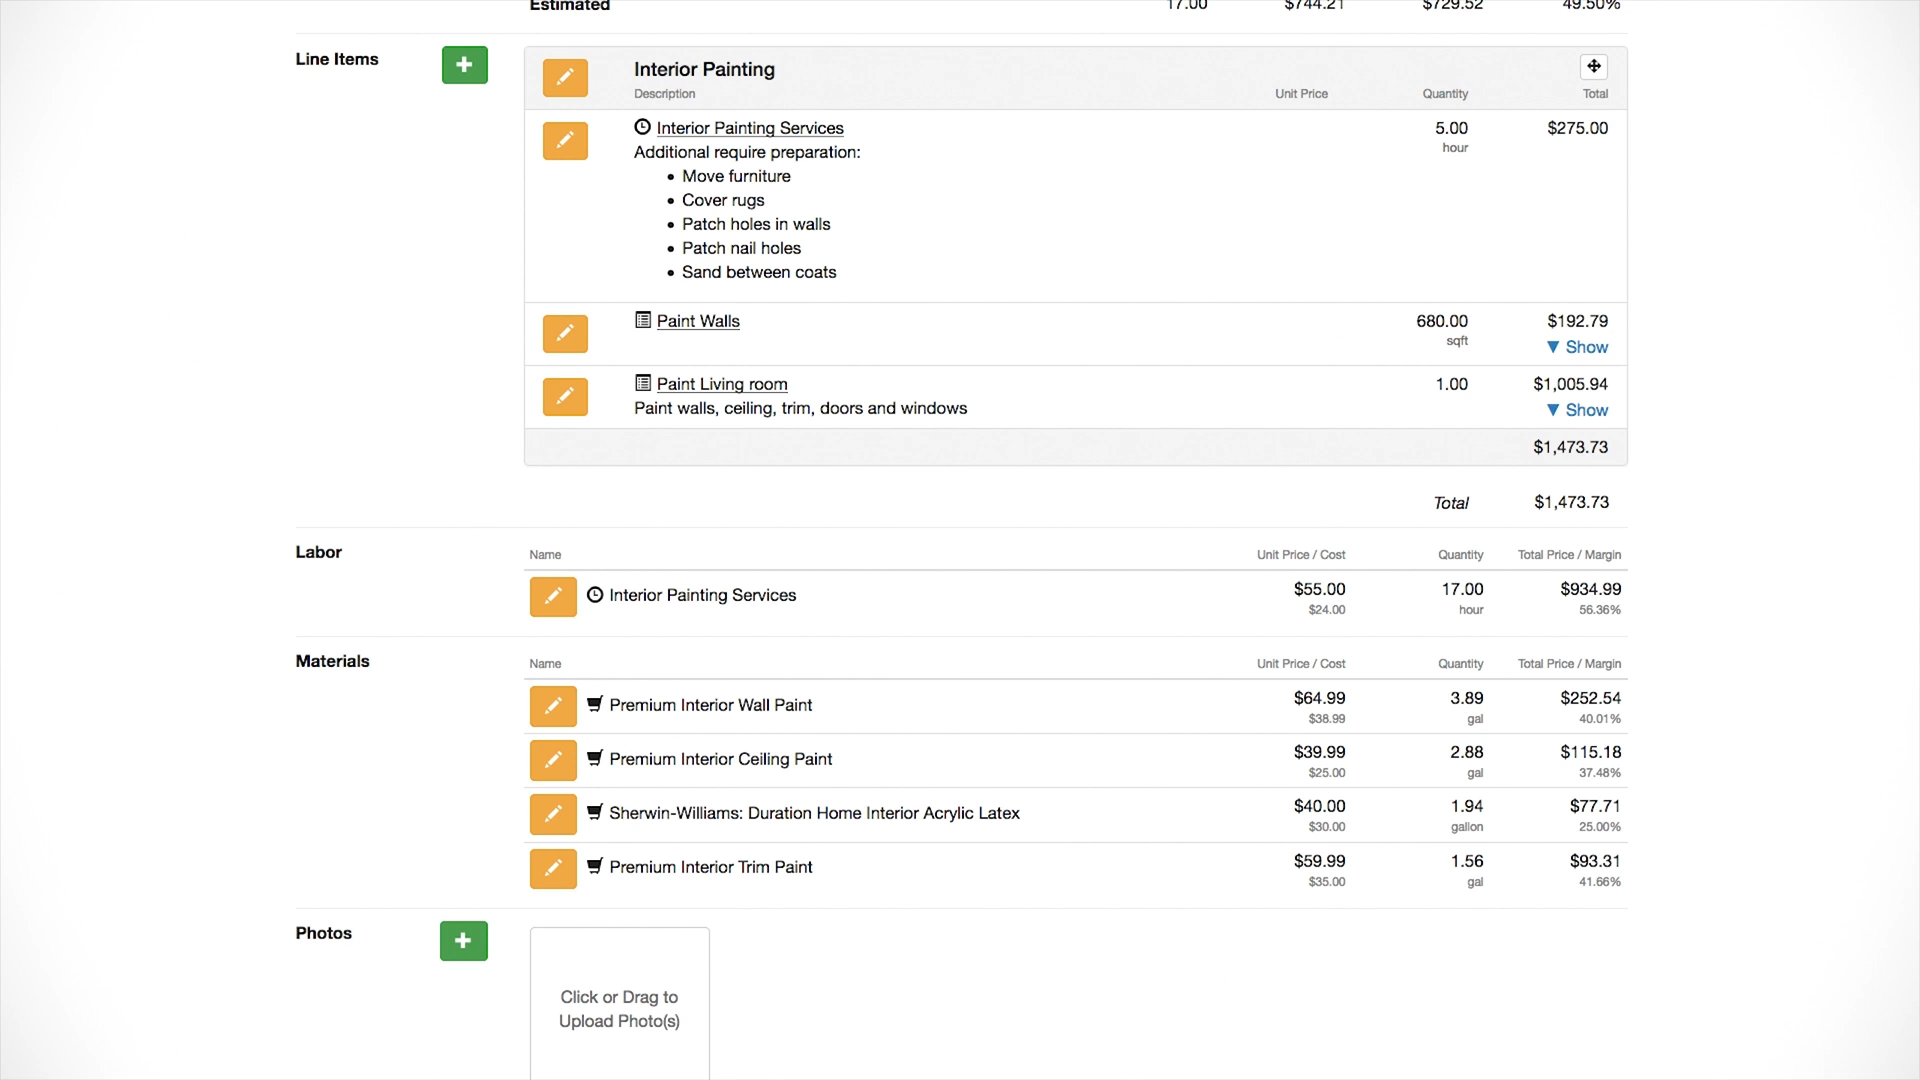 Estimated 17.00 $744.21 $729.52 49.50%
Line Items
Interior Painting
Description Unit Price Quantity Total
Interior Painting Services 5.00 $275.00
hour
Additional require preparation:
• Move furniture
• Cover rugs
• Patch holes in walls
• Patch nail holes
• Sand between coats
Paint Walls 680.00 $192.79
sqft
▼ Show
Paint Living room 1.00 $1,005.94
Paint walls, ceiling, trim, doors and windows ▼ Show
$1,473.73
Total $1,473.73
Labor
Name Unit Price / Cost Quantity Total Price / Margin
Interior Painting Services $55.00 17.00 $934.99
$24.00 hour 56.36%
Materials
Name Unit Price / Cost Quantity Total Price / Margin
Premium Interior Wall Paint $64.99 3.89 $252.54
$38.99 gal 40.01%
Premium Interior Ceiling Paint $39.99 2.88 $115.18
$25.00 gal 37.48%
Sherwin-Williams: Duration Home Interior Acrylic Latex $40.00 1.94 $77.71
$30.00 gallon 25.00%
Premium Interior Trim Paint $59.99 1.56 $93.31
$35.00 gal 41.66%
Photos
Click or Drag to
Upload Photo(s)